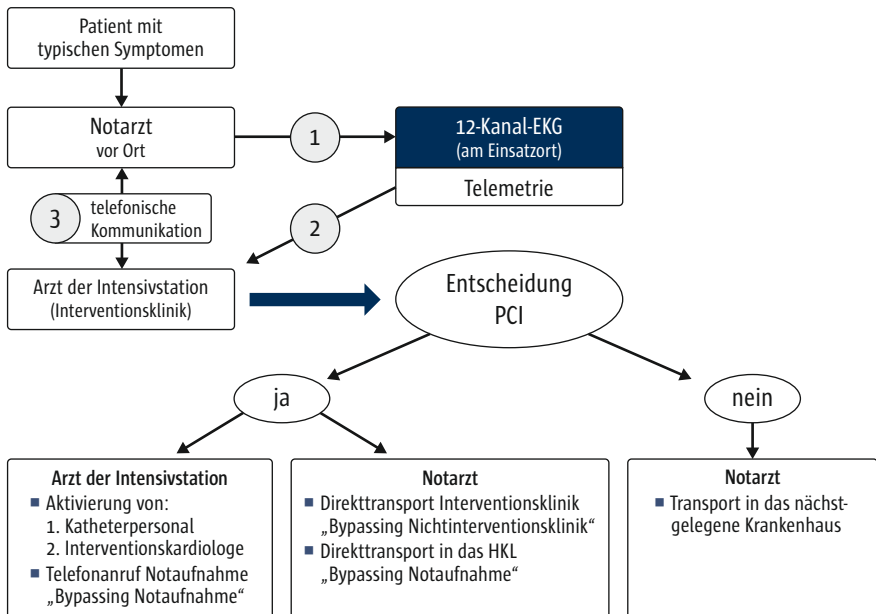 Patient mit
typischen Symptomen
Notarzt
vor Ort
1
12-Kanal-EKG
(am Einsatzort)
Telemetrie
3
telefonische
Kommunikation
2
Arzt der Intensivstation
(Interventionsklinik)
Entscheidung
PCI
ja
nein
Arzt der Intensivstation
Aktivierung von:
1. Katheterpersonal
2. Interventionskardiologe
Telefonanruf Notaufnahme
„Bypassing Notaufnahme“
Notarzt
Direkttransport Interventionsklinik
„Bypassing Nichtinterventionsklinik“
Direkttransport in das HKL
„Bypassing Notaufnahme“
Notarzt
Transport in das nächst-
gelegene Krankenhaus